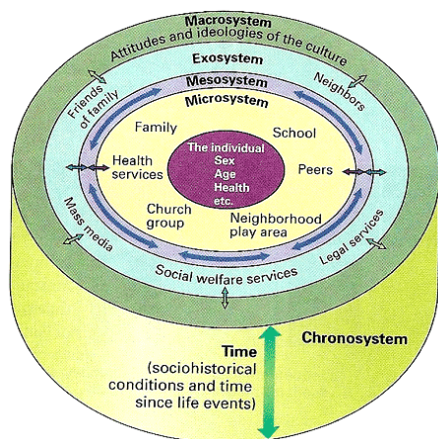 Macrosystem
Attitudes and ideologies of the culture
Exosystem
Mesosystem
Microsystem
Friends
of family
Neighbors
Family
School
The individual
Sex
Age
Health
etc.
Health
services
Peers
Church
group
Neighborhood
play area
Mass media
Social welfare services
Legal services
Chronosystem
Time
(sociohistorical
conditions and time
since life events)